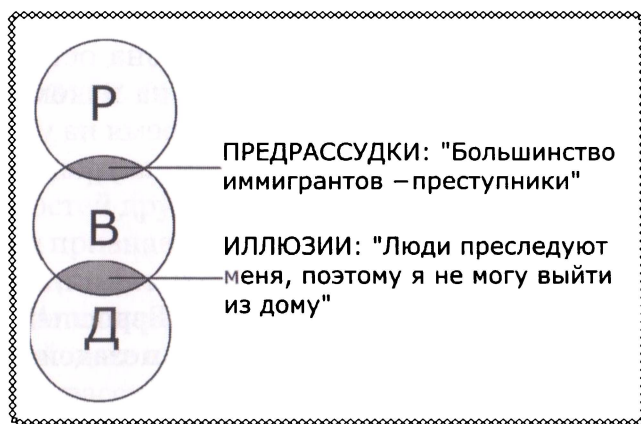 Р
ПРЕДРАССУДКИ: "Большинство
иммигрантов –преступники"
В
ИЛЛЮЗИИ: "Люди преследуют
меня, поэтому я не могу выйти
из дому"
Д